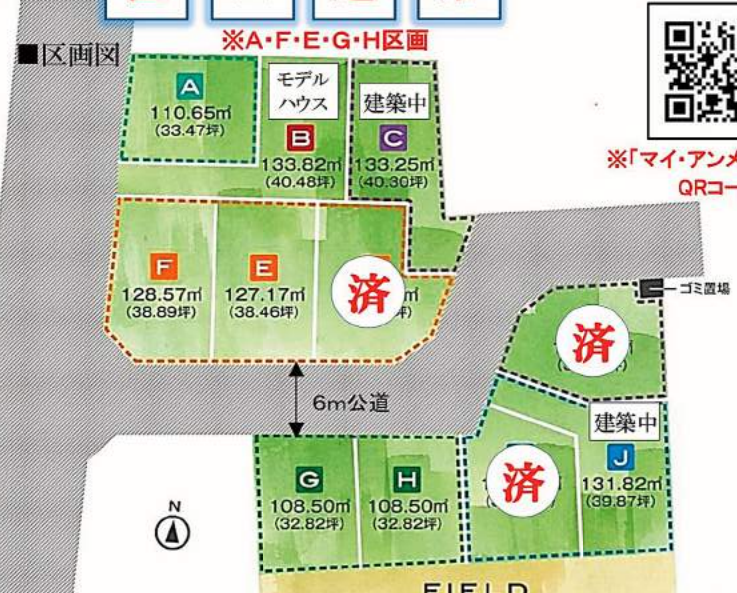 ※A・F・E・G・H区画
■区画図
A
110.65㎡
(33.47坪)
モデル
ハウス
B
133.82㎡
(40.48坪)
建築中
C
133.25㎡
(40.30坪)
※「マイ・アンメ
QRコー
F
128.57㎡
(38.89坪)
E
127.17㎡
(38.46坪)
済
㎡
坪)
ゴミ置場
済
6m公道
建築中
J
131.82㎡
(39.87坪)
済
G
108.50㎡
(32.82坪)
H
108.50㎡
(32.82坪)
N
FIELD